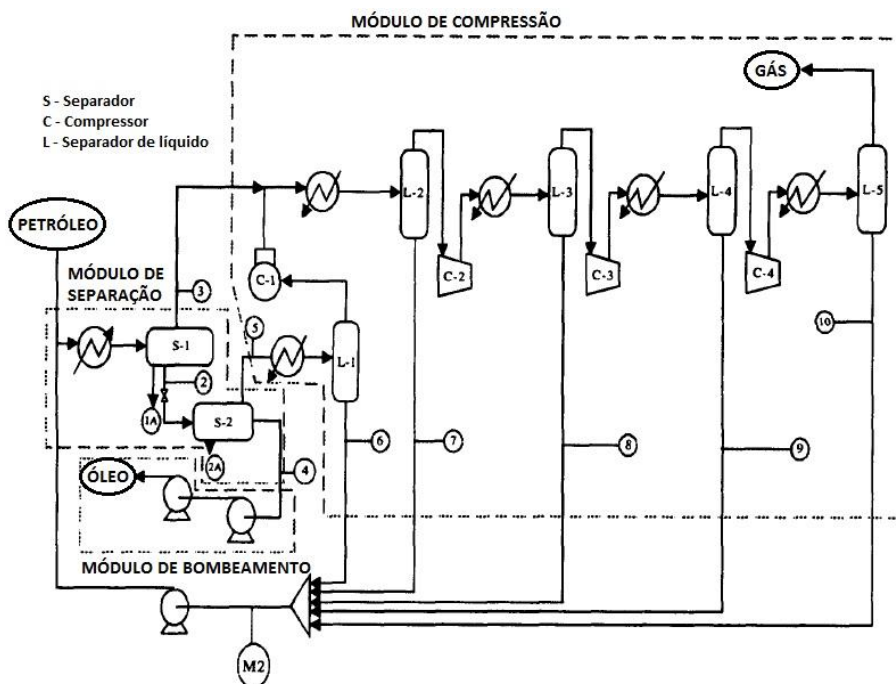 MÓDULO DE COMPRESSÃO
GÁS
S - Separador
C - Compressor
L - Separador de líquido
L-2
L-3
L-4
L-5
PETRÓLEO
MÓDULO DE
SEPARAÇÃO
3
C-1
C-2
C-3
C-4
5
10
S-1
L-1
2
1A
S-2
6
7
8
9
2A
4
ÓLEO
MÓDULO DE BOMBEAMENTO
M2